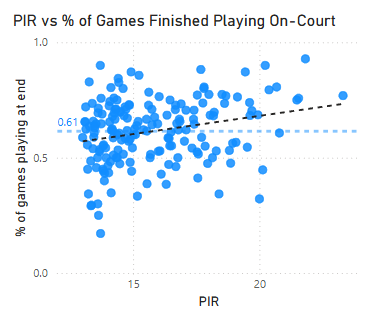 PIR vs % of Games Finished Playing On-Court
1.0
0.61
% of games playing at end
0.5
0.0
15
20
PIR